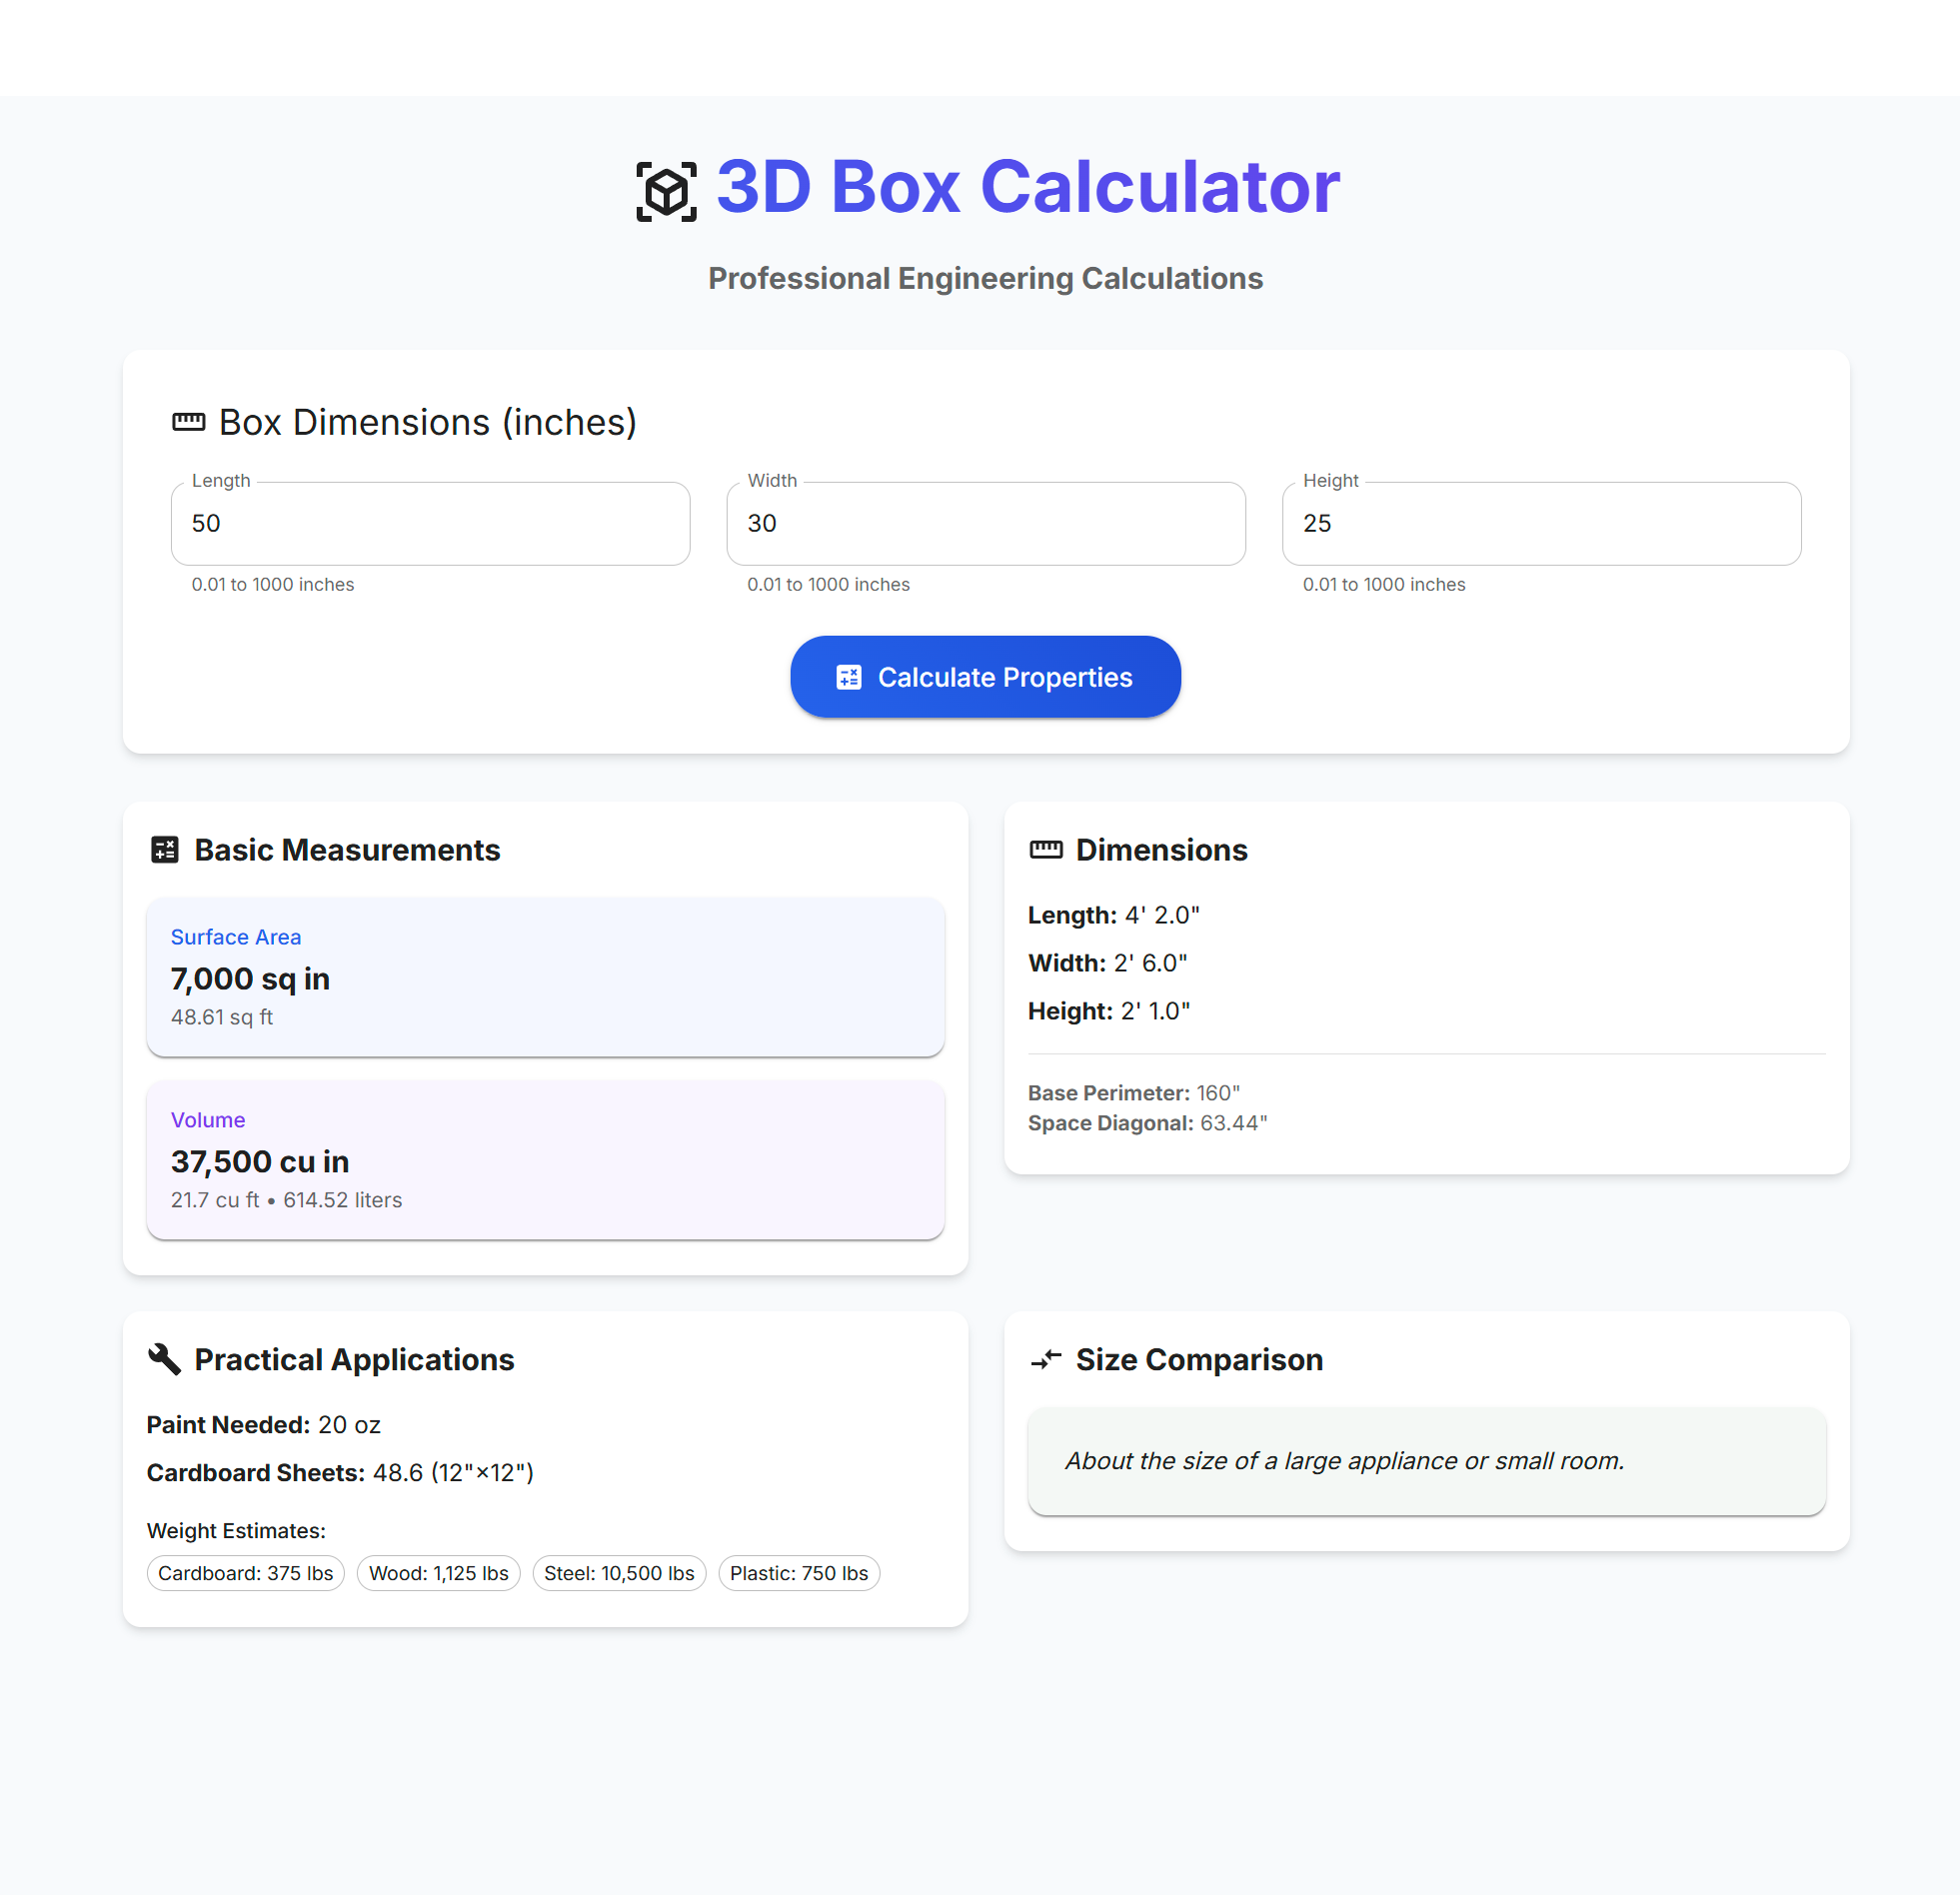 3D Box Calculator
Professional Engineering Calculations
Box Dimensions (inches)
Length
50
0.01 to 1000 inches
Width
30
0.01 to 1000 inches
Height
25
0.01 to 1000 inches
Calculate Properties
Basic Measurements
Surface Area
7,000 sq in
48.61 sq ft
Volume
37,500 cu in
21.7 cu ft • 614.52 liters
Dimensions
Length: 4' 2.0"
Width: 2' 6.0"
Height: 2' 1.0"
Base Perimeter: 160"
Space Diagonal: 63.44"
Practical Applications
Paint Needed: 20 oz
Cardboard Sheets: 48.6 (12"×12")
Weight Estimates:
Cardboard: 375 lbs
Wood: 1,125 lbs
Steel: 10,500 lbs
Plastic: 750 lbs
Size Comparison
About the size of a large appliance or small room.